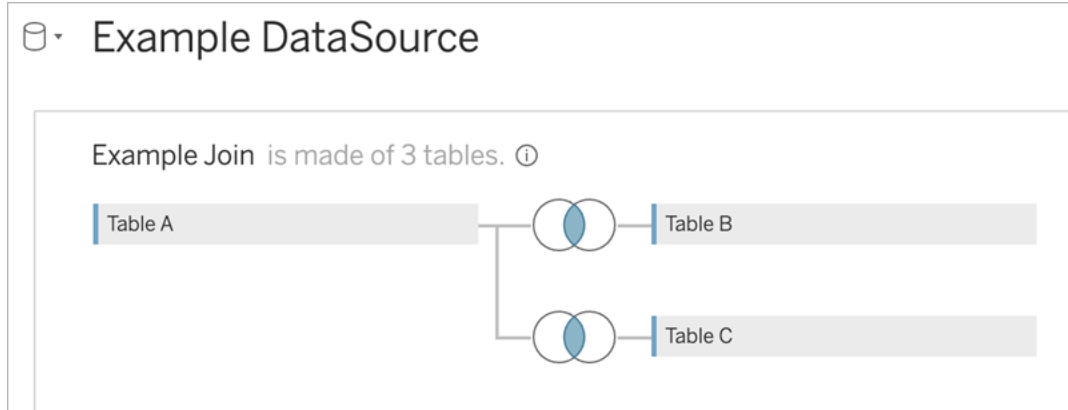 Example DataSource
Example Join is made of 3 tables.
Table A
Table B
Table C